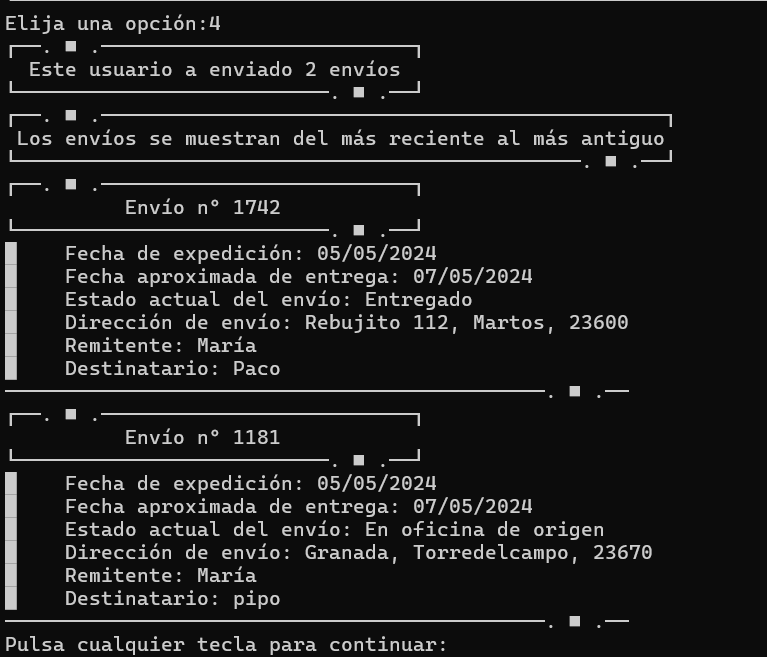 Elija una opción:4
Este usuario a enviado 2 envíos
Los envíos se muestran del más reciente al más antiguo
Envío n° 1742
Fecha de expedición: 05/05/2024
Fecha aproximada de entrega: 07/05/2024
Estado actual del envío: Entregado
Dirección de envío: Rebujito 112, Martos, 23600
Remitente: María
Destinatario: Paco
Envío n° 1181
Fecha de expedición: 05/05/2024
Fecha aproximada de entrega: 07/05/2024
Estado actual del envío: En oficina de origen
Dirección de envío: Granada, Torredelcampo, 23670
Remitente: María
Destinatario: pipo
Pulsa cualquier tecla para continuar: